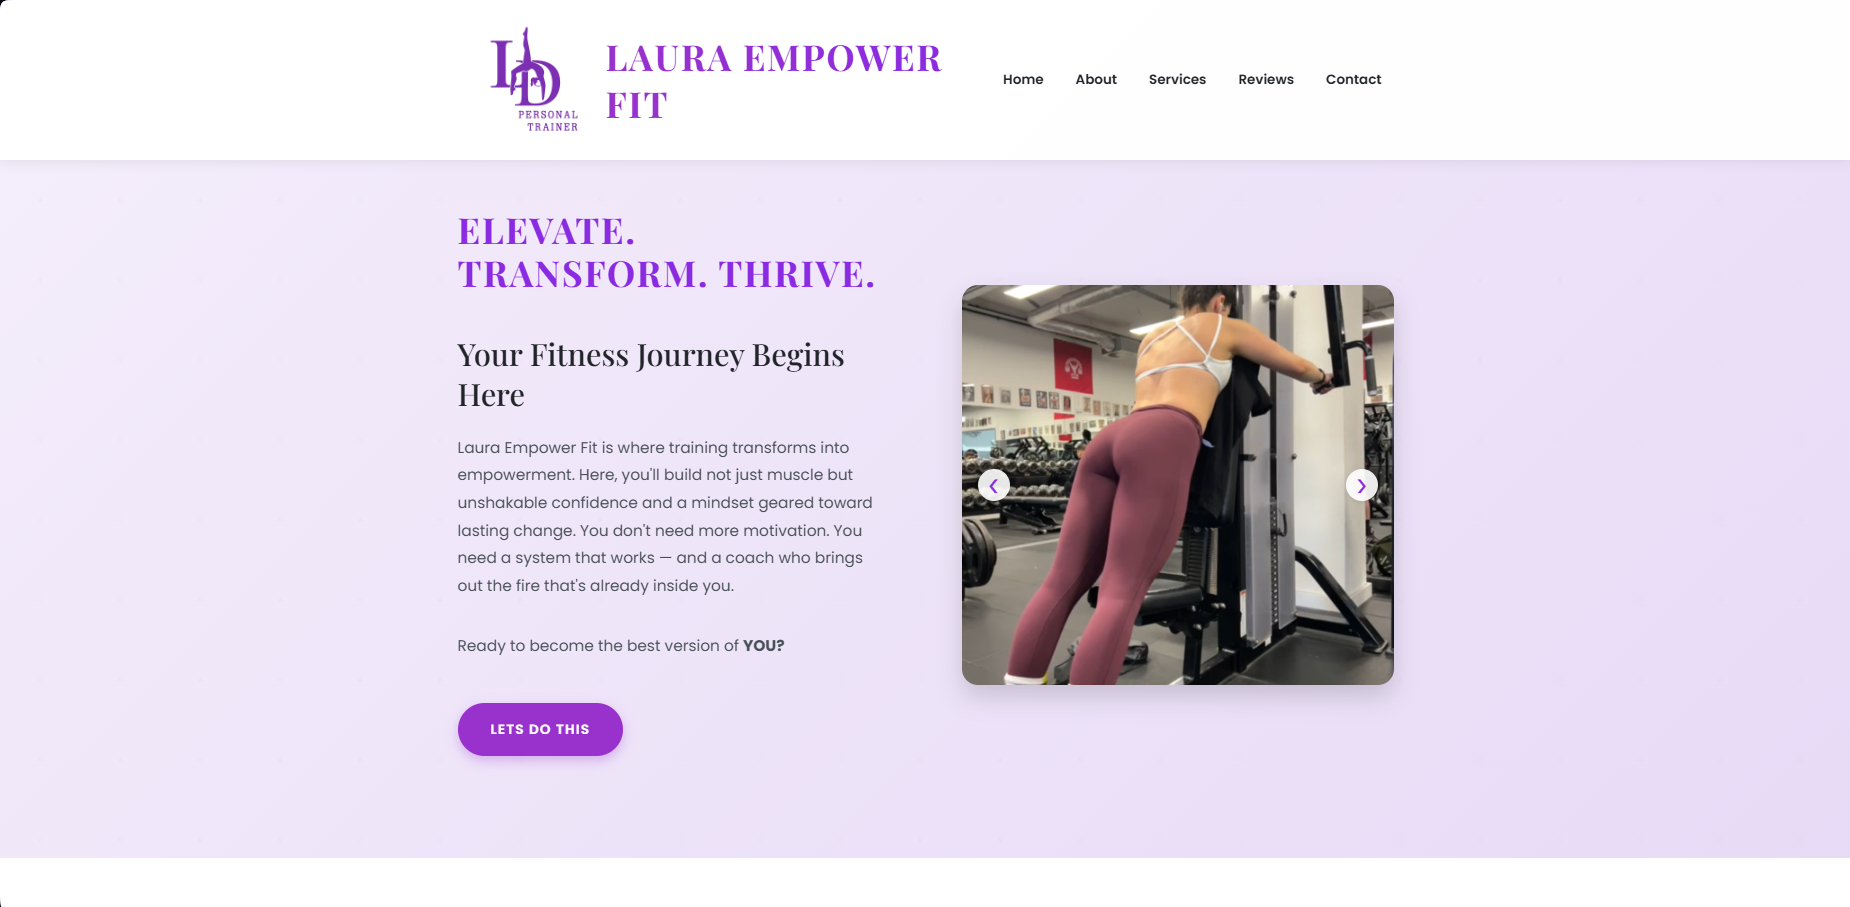 LD
PERSONAL
TRAINER
LAURA EMPOWER
FIT
Home About Services Reviews Contact
ELEVATE.
TRANSFORM. THRIVE.
Your Fitness Journey Begins
Here
Laura Empower Fit is where training transforms into
empowerment. Here, you'll build not just muscle but
unshakable confidence and a mindset geared toward
lasting change. You don't need more motivation. You
need a system that works — and a coach who brings
out the fire that's already inside you.
Ready to become the best version of YOU?
LETS DO THIS
❮
❯